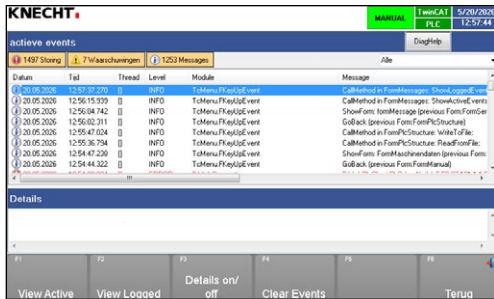 KNECHT.
MANUAL
TwinCAT 5/20/2026
PLC 12:57:44
actieve events
DiagHelp
1497 Storing 7 Waarschuwingen 1253 Messages Alle
Datum Tijd Thread Level Module Message
20.05.2026 12:57:37.270 [] INFO TcMenu.FKeyUpEvent CallMethod in FormMessages: ShowLoggedEven
20.05.2026 12:56:15.939 [] INFO TcMenu.FKeyUpEvent CallMethod in FormMessages: ShowActiveEvents
20.05.2026 12:56:04.742 [] INFO TcMenu.FKeyUpEvent ShowForm: formMessage (previous Form:FormSer
20.05.2026 12:56:02.311 [] INFO TcMenu.FKeyUpEvent GoBack (previous Form:FormPlcStructure)
20.05.2026 12:55:47.024 [] INFO TcMenu.FKeyUpEvent CallMethod in FormPlcStructure: WriteToFile;
20.05.2026 12:55:36.794 [] INFO TcMenu.FKeyUpEvent CallMethod in FormPlcStructure: ReadFromFile;
20.05.2026 12:54:47.230 [] INFO TcMenu.FKeyUpEvent ShowForm: FormMaschinendaten (previous Form:
20.05.2026 12:54:44.322 [] INFO TcMenu.FKeyUpEvent GoBack (previous Form:FormManual)
Details
F1 F2 F3 F4 F5 F6
View Active View Logged Details on/ off Clear Events Terug